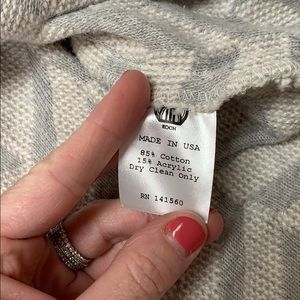 KOCH
MADE IN USA
85% Cotton
15% Acrylic
Dry Clean Only
RN 141560